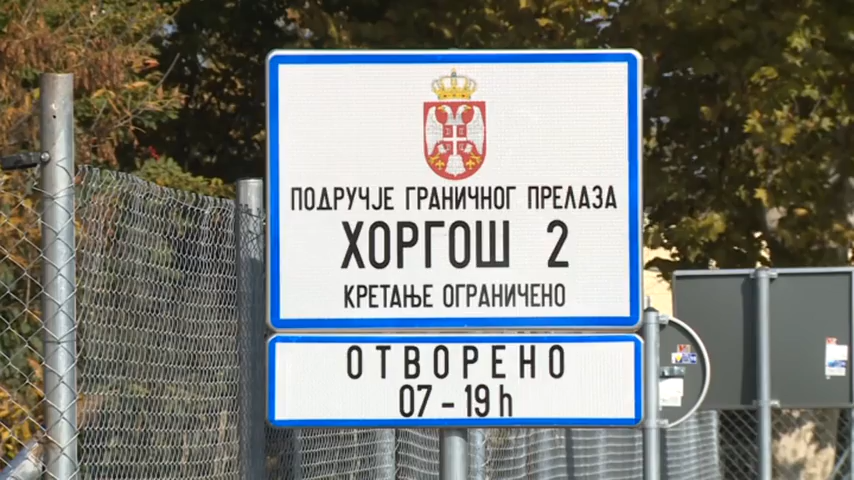 ПОДРУЧЈЕ ГРАНИЧНОГ ПРЕЛАЗА
ХОРГОШ 2
КРЕТАЊЕ ОГРАНИЧЕНО
ОТВОРЕНО
07 – 19 h